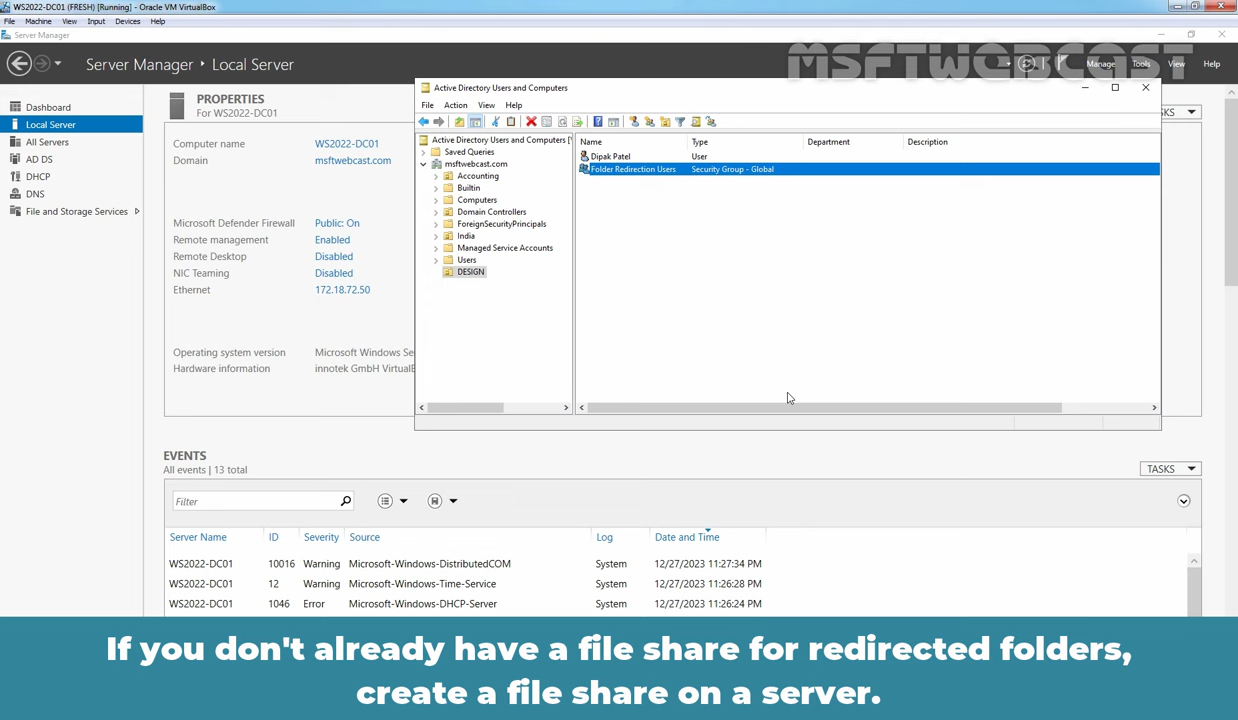 WS2022-DC01 (FRESH) [Running] - Oracle VM VirtualBox
File Machine View Input Devices Help
Server Manager
Server Manager • Local Server
MSFTWEBCAST
Manage Tools View Help
Dashboard
Local Server
All Servers
AD DS
DHCP
DNS
File and Storage Services
PROPERTIES
For WS2022-DC01
Computer name WS2022-DC01
Domain msftwebcast.com
Microsoft Defender Firewall Public: On
Remote management Enabled
Remote Desktop Disabled
NIC Teaming Disabled
Ethernet 172.18.72.50
Operating system version Microsoft Windows Se
Hardware information innotek GmbH Virtual
Active Directory Users and Computers
File Action View Help
Active Directory Users and Computers [
Saved Queries
msftwebcast.com
Accounting
Builtin
Computers
Domain Controllers
ForeignSecurityPrincipals
India
Managed Service Accounts
Users
DESIGN
Name Type Department Description
Dipak Patel User
Folder Redirection Users Security Group - Global
EVENTS
All events | 13 total
TASKS
Filter
Server Name ID Severity Source Log Date and Time
WS2022-DC01 10016 Warning Microsoft-Windows-DistributedCOM System 12/27/2023 11:27:34 PM
WS2022-DC01 12 Warning Microsoft-Windows-Time-Service System 12/27/2023 11:26:28 PM
WS2022-DC01 1046 Error Microsoft-Windows-DHCP-Server System 12/27/2023 11:26:24 PM
If you don't already have a file share for redirected folders,
create a file share on a server.